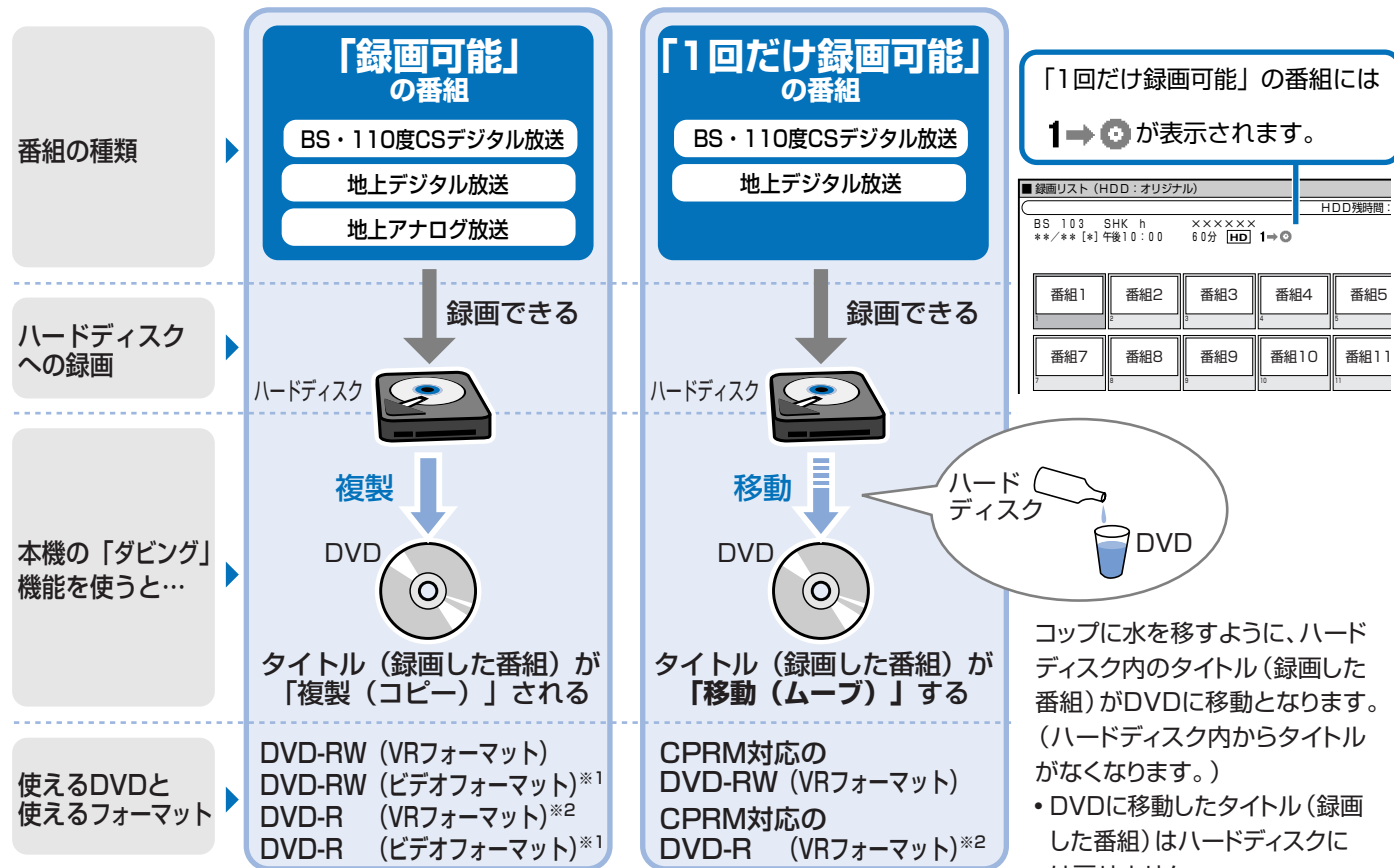 番組の種類
「録画可能」
の番組
BS・110度CSデジタル放送
地上デジタル放送
地上アナログ放送
「1回だけ録画可能」
の番組
BS・110度CSデジタル放送
地上デジタル放送
「1回だけ録画可能」の番組には
1➡が表示されます。
■録画リスト（HDD：オリジナル）
HDD残時間：
BS 103 SHK h ××××××
**／** [*] 午後10：00 60分 HD 1➡
番組1 番組2 番組3 番組4 番組5
1 2 3 4 5
番組7 番組8 番組9 番組10 番組11
7 8 9 10 11
ハードディスク
への録画
録画できる
ハードディスク
録画できる
ハードディスク
本機の「ダビング」
機能を使うと…
複製
DVD
タイトル（録画した番組）が
「複製（コピー）」される
移動
DVD
タイトル（録画した番組）が
「移動（ムーブ）」する
ハード
ディスク
DVD
コップに水を移すように、ハード
ディスク内のタイトル（録画した
番組）がDVDに移動となります。
（ハードディスク内からタイトル
がなくなります。）
• DVDに移動したタイトル（録画
した番組）はハードディスクに
使えるDVDと
使えるフォーマット
DVD-RW（VRフォーマット）
DVD-RW（ビデオフォーマット）※1
DVD-R （VRフォーマット）※2
DVD-R （ビデオフォーマット）※1
CPRM対応の
DVD-RW（VRフォーマット）
CPRM対応の
DVD-R （VRフォーマット）※2